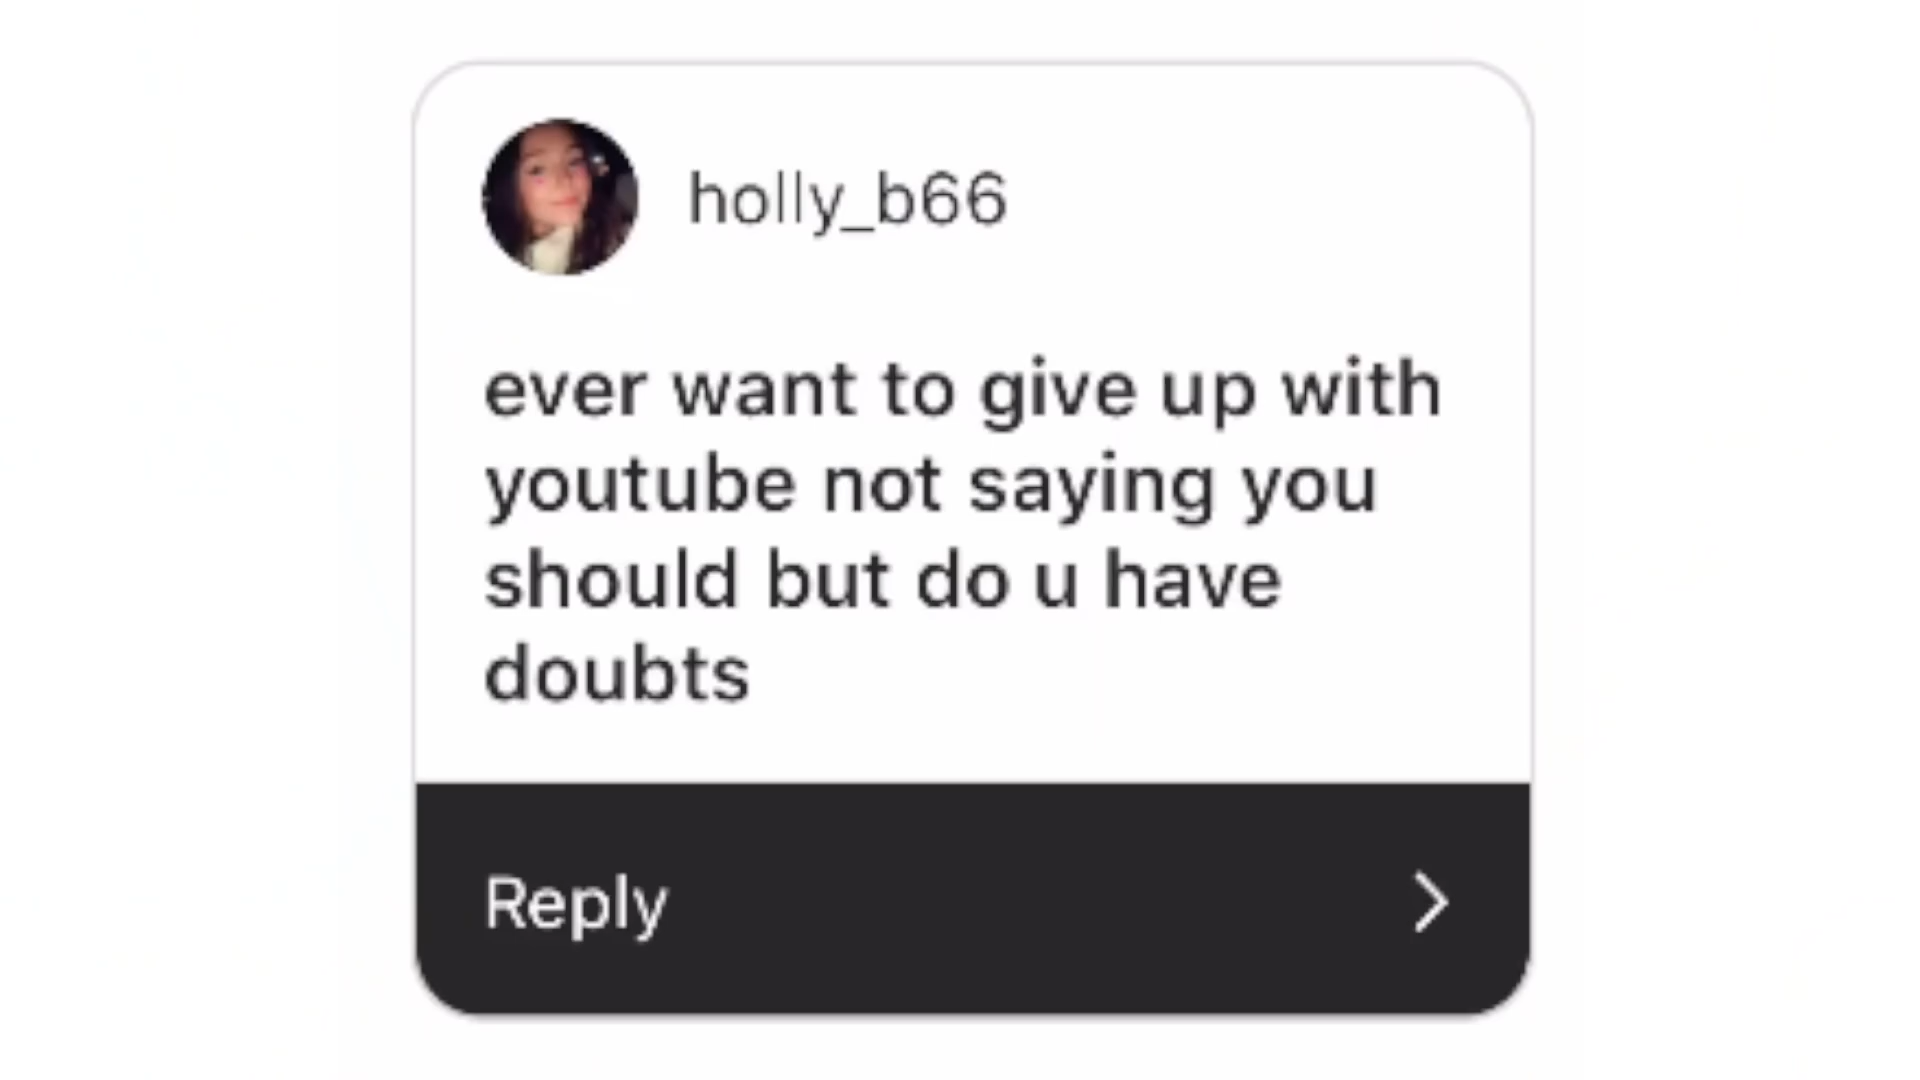 holly_b66
ever want to give up with
youtube not saying you
should but do u have
doubts
Reply